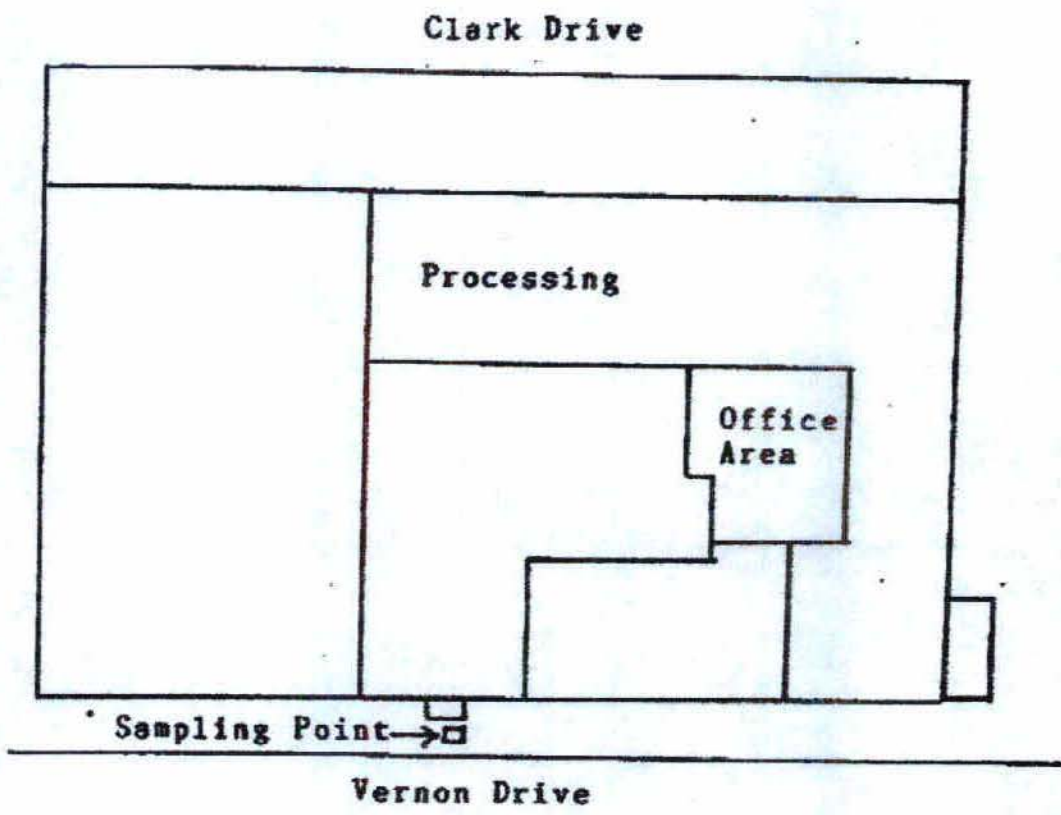 Clark Drive
Processing
Office
Area
Sampling Point
Vernon Drive